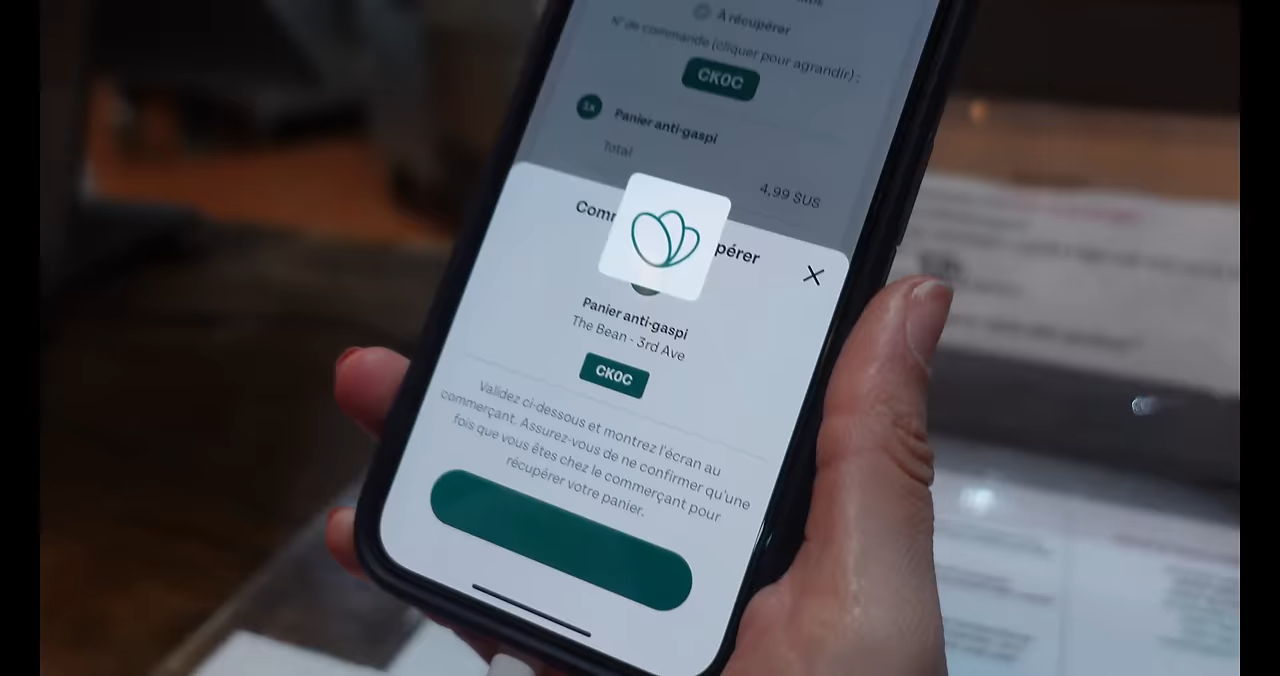 À récupérer
N° de commande (cliquer pour agrandir) :
CK0C
1x Panier anti-gaspi
Total
4,99 $US
Com pérer
Panier anti-gaspi
The Bean - 3rd Ave
CK0C
Validez ci-dessous et montrez l'écran au
commerçant. Assurez-vous de ne confirmer qu'une
fois que vous êtes chez le commerçant pour
récupérer votre panier.